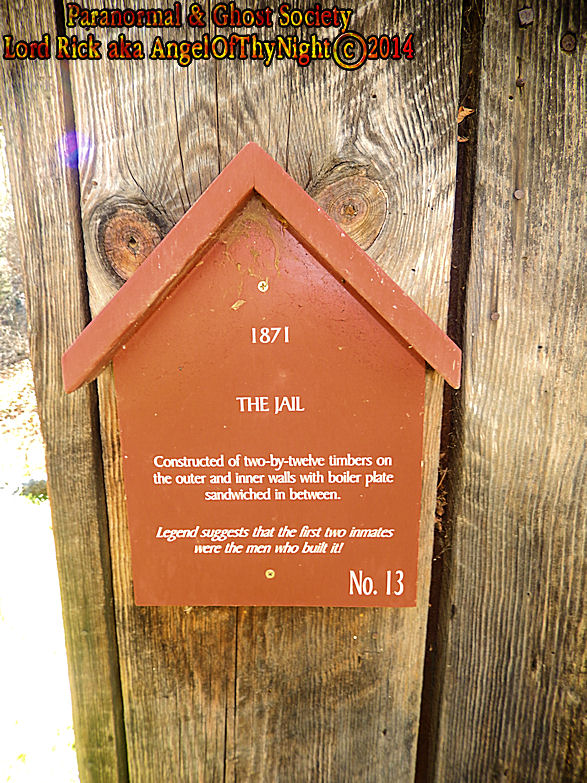 Paranormal & Ghost Society
Lord Rick aka AngelOfThyNight©2014
1871
THE JAIL
Constructed of two-by-twelve timbers on
the outer and inner walls with boiler plate
sandwiched in between.
Legend suggests that the first two inmates
were the men who built it!
No. 13